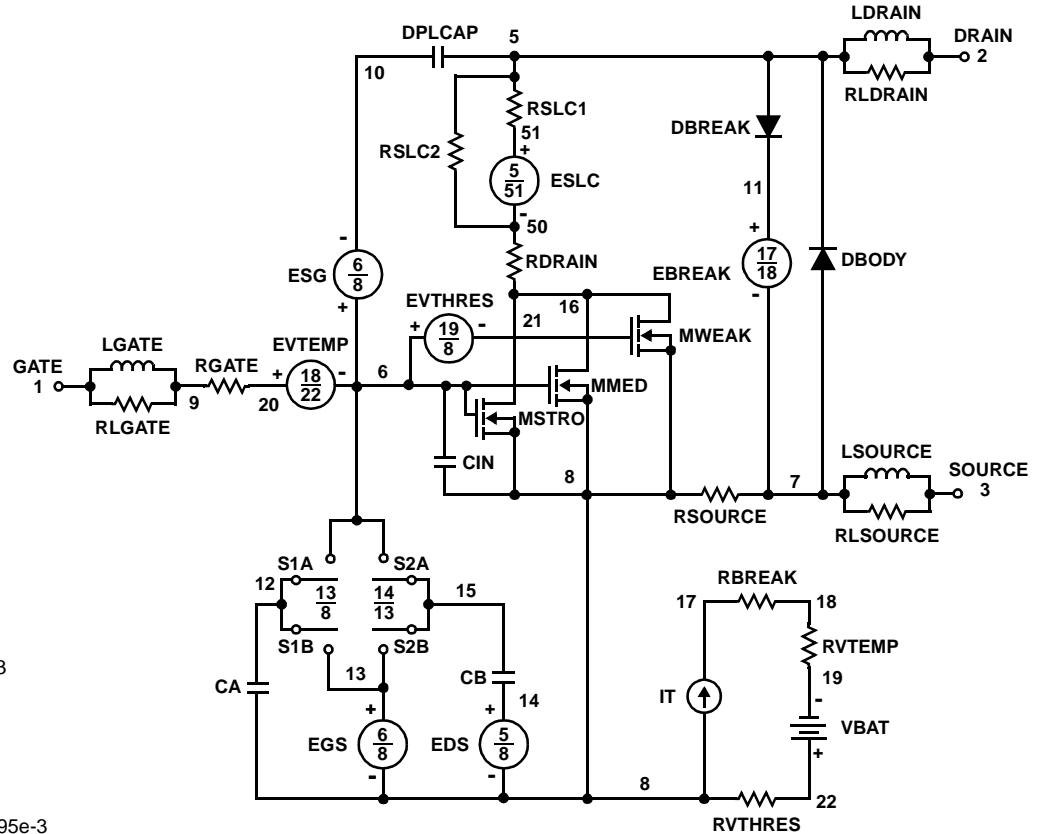 LDRAIN
DPLCAP 5 DRAIN
10 2
RLDRAIN
RSLC1
51
DBREAK
RSLC2
+
5
51
ESLC
11
-
50
-
+
RDRAIN
17
18
EBREAK
DBODY
ESG
6
8
EVTHRES
16
-
+
+
19
8
-
21
MWEAK
LGATE
EVTEMP
GATE
RGATE
+
18
22
-
6
MMED
1
9
20
MSTRO
RLGATE
LSOURCE
CIN
8
7
SOURCE
3
RSOURCE
RLSOURCE
S1A
S2A
12
13
8
14
13
15
RBREAK
17
18
S1B
S2B
RVTEMP
13
CB
19
CA
IT
-
14
+
+
VBAT
EGS
6
8
EDS
5
8
+
-
-
8
22
RVTHRES
3
95e-3